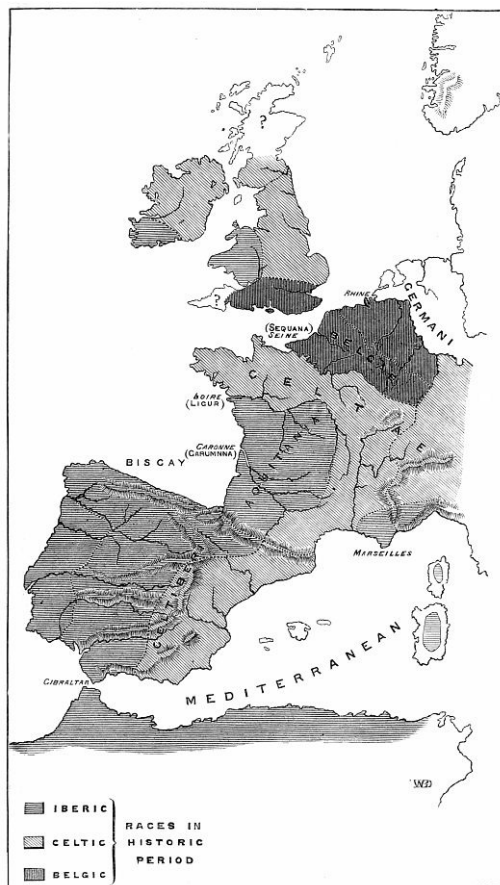 ?
?
RHINE
GERMANI
(SEQUANA)
SEINE
BELGAE
CELTAE
LOIRE
(LIGUR)
AQUITANIA
GARONNE
(GARUMNNA)
BISCAY
MARSEILLES
CELTIBERI
MEDITERRANEAN
GIBRALTAR
IBERIC
CELTIC
BELGIC
RACES IN
HISTORIC
PERIOD